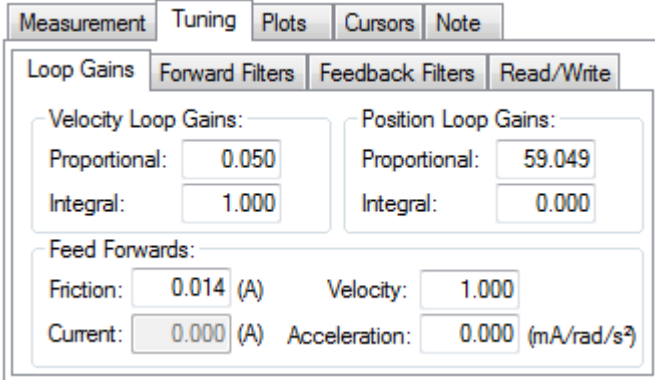 Measurement Tuning Plots Cursors Note
Loop Gains Forward Filters Feedback Filters Read/Write
Velocity Loop Gains: Position Loop Gains:
Proportional: 0.050 Proportional: 59.049
Integral: 1.000 Integral: 0.000
Feed Forwards:
Friction: 0.014 (A) Velocity: 1.000
Current: 0.000 (A) Acceleration: 0.000 (mA/rad/s²)